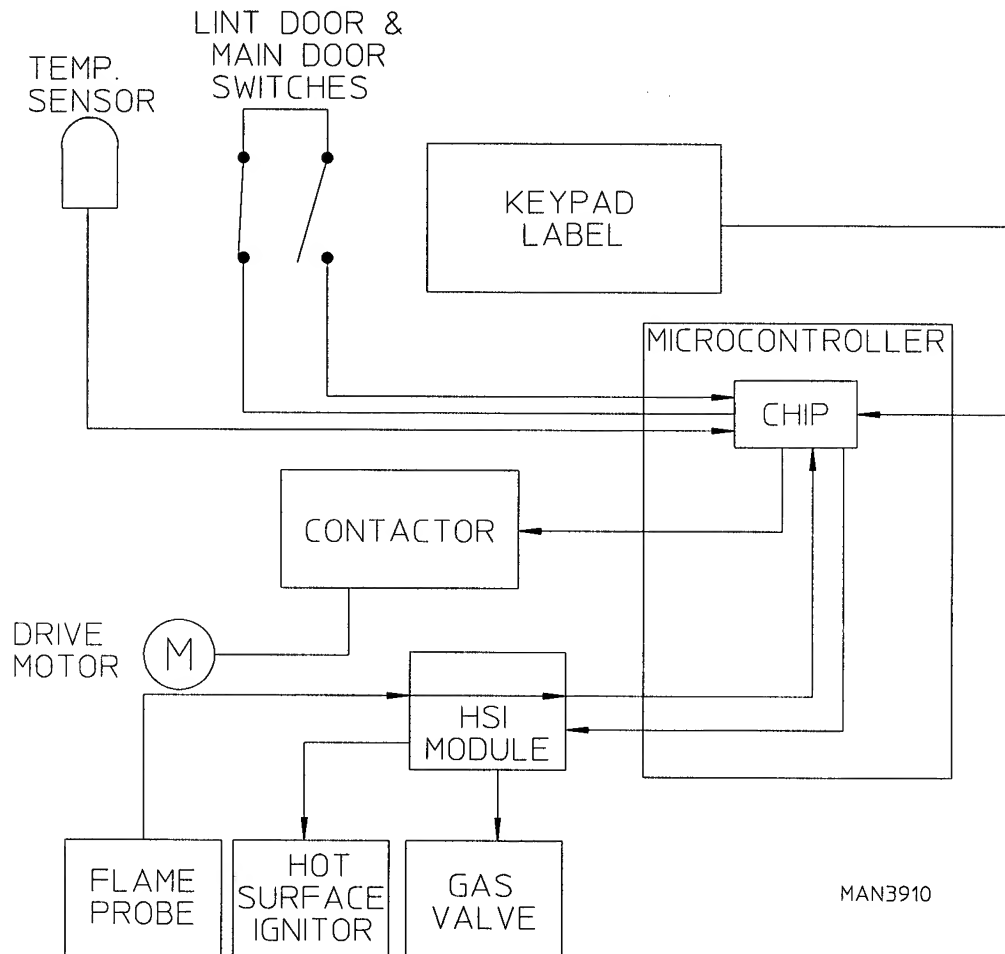 LINT DOOR &
MAIN DOOR
SWITCHES
TEMP.
SENSOR
KEYPAD
LABEL
MICROCONTROLLER
CHIP
CONTACTOR
DRIVE
MOTOR
M
HSI
MODULE
FLAME
PROBE
HOT
SURFACE
IGNITOR
GAS
VALVE
MAN3910